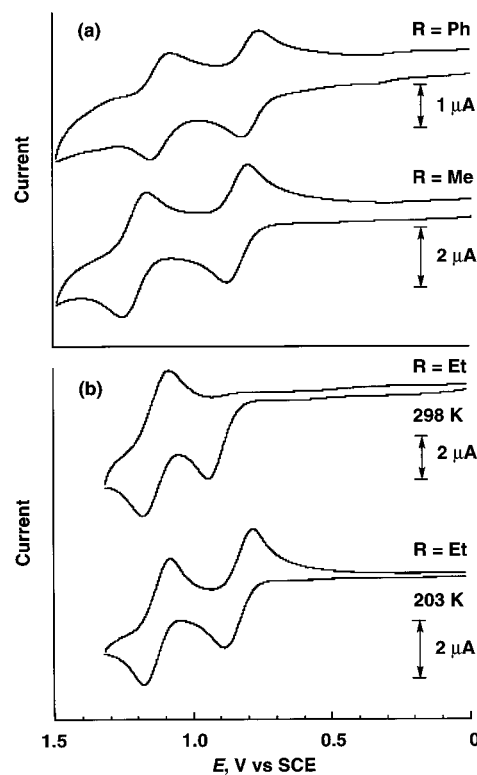 (a)
R = Ph
1 μA
R = Me
2 μA
Current
(b)
R = Et
298 K
2 μA
R = Et
203 K
2 μA
Current
1.5 1.0 0.5 0
E, V vs SCE